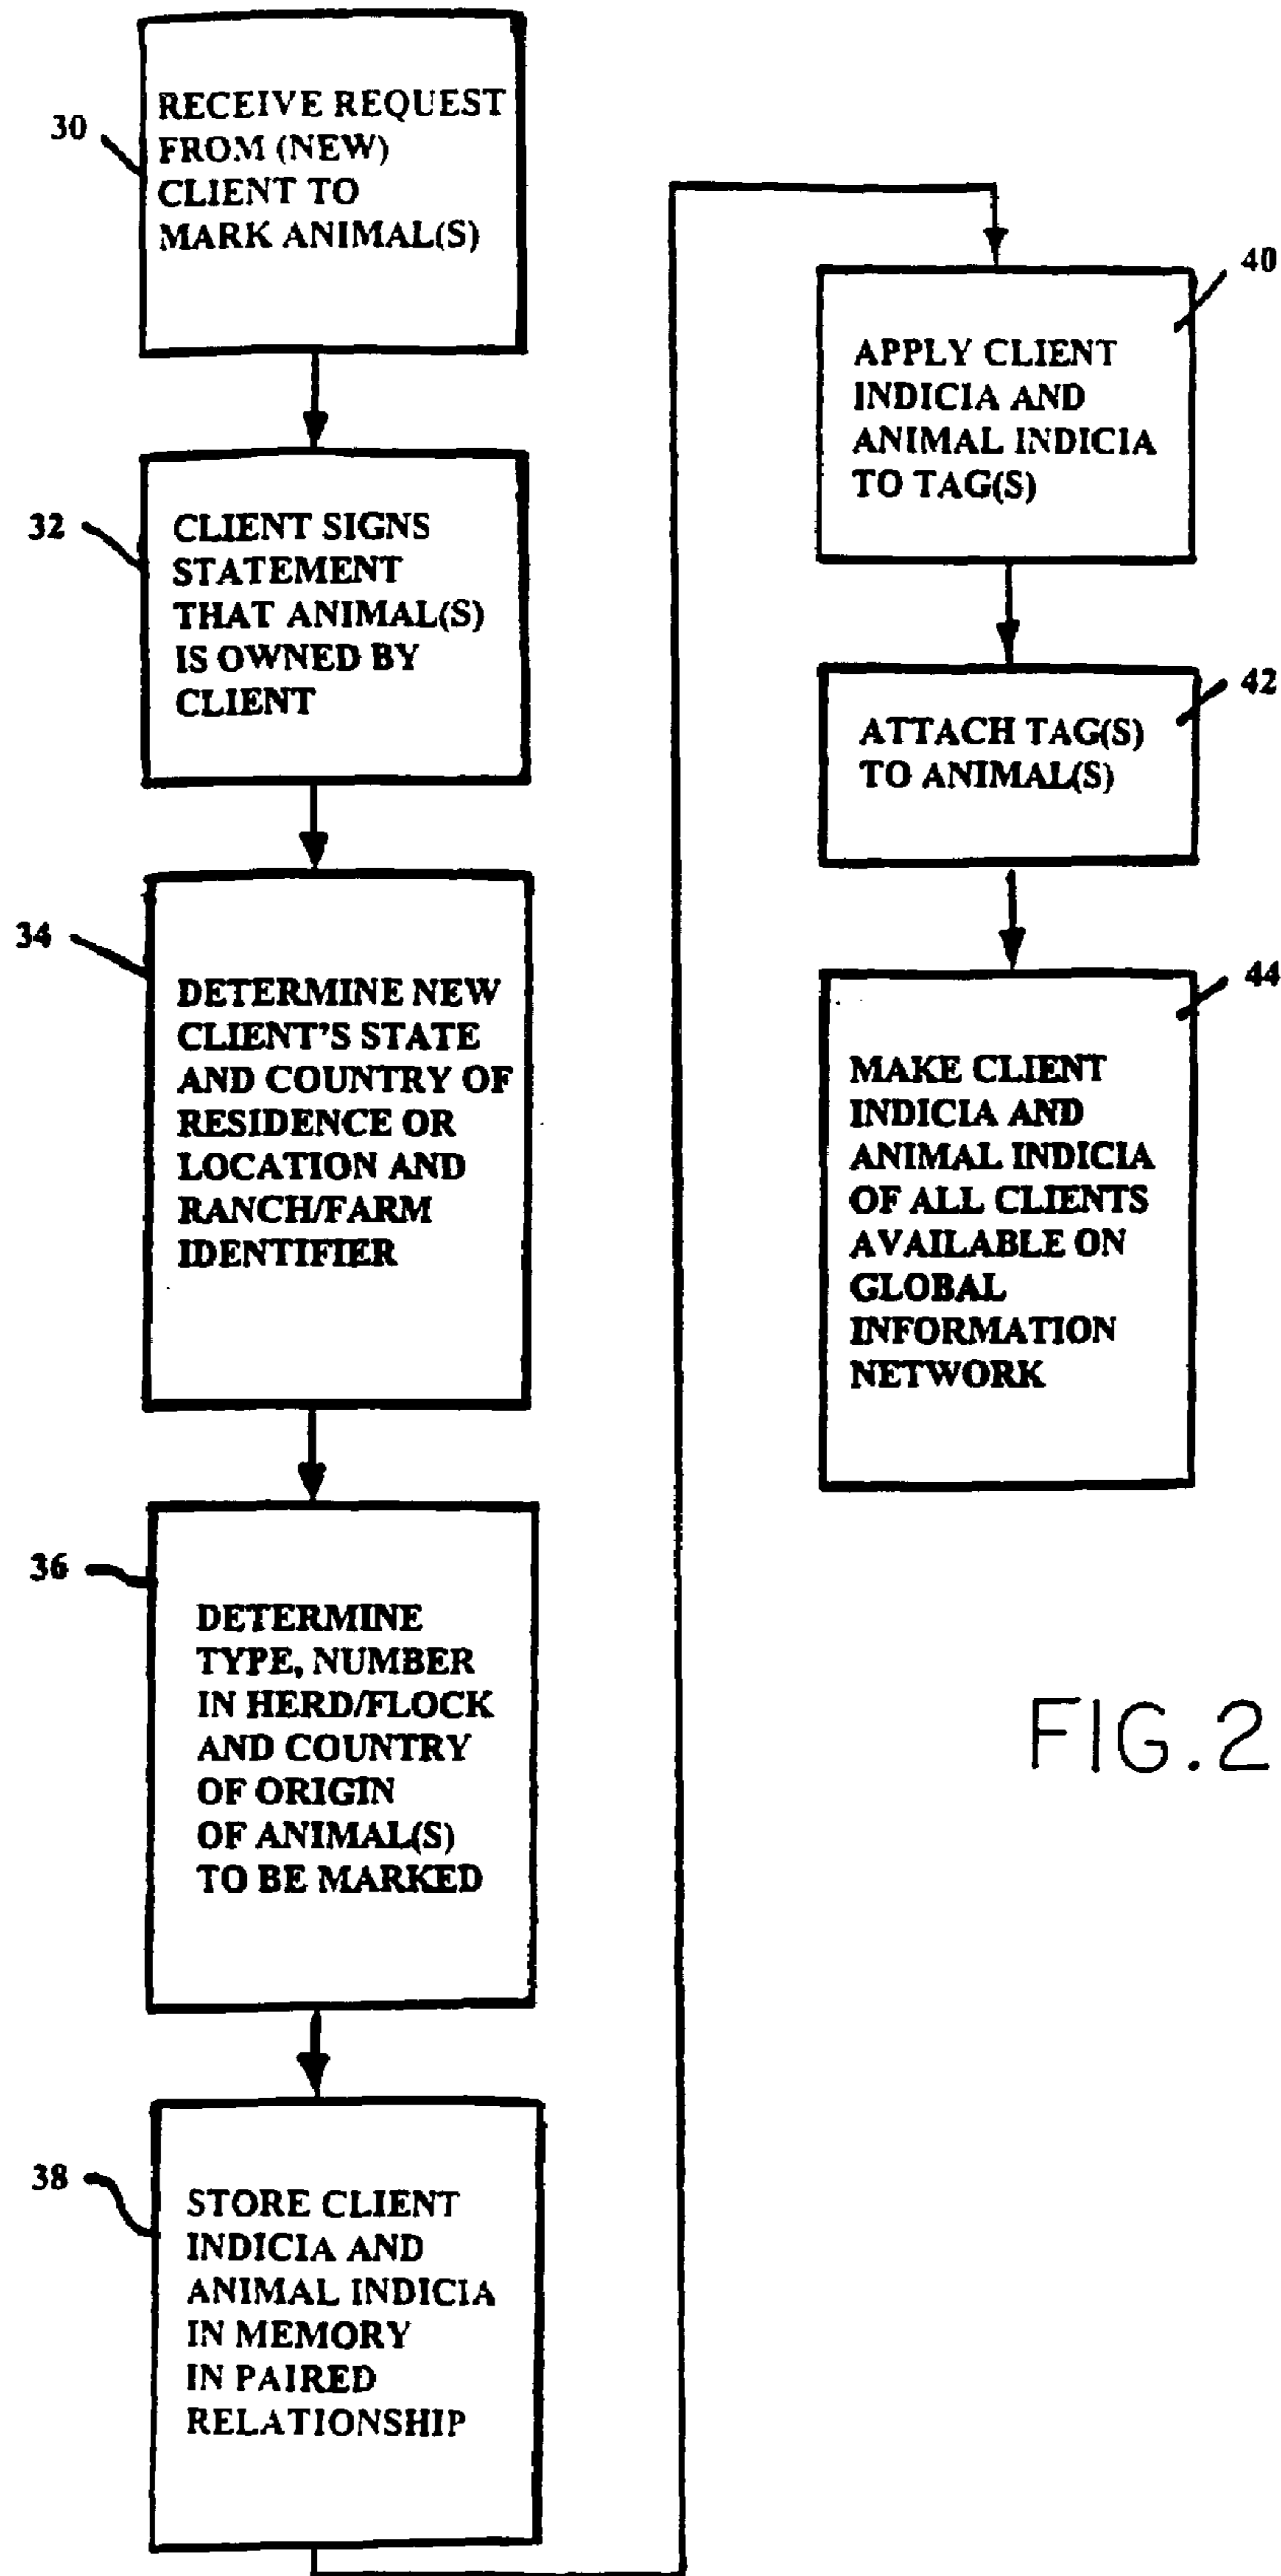 30
RECEIVE REQUEST
FROM (NEW)
CLIENT TO
MARK ANIMAL(S)
32
CLIENT SIGNS
STATEMENT
THAT ANIMAL(S)
IS OWNED BY
CLIENT
34
DETERMINE NEW
CLIENT'S STATE
AND COUNTRY OF
RESIDENCE OR
LOCATION AND
RANCH/FARM
IDENTIFIER
36
DETERMINE
TYPE, NUMBER
IN HERD/FLOCK
AND COUNTRY
OF ORIGIN
OF ANIMAL(S)
TO BE MARKED
38
STORE CLIENT
INDICIA AND
ANIMAL INDICIA
IN MEMORY
IN PAIRED
RELATIONSHIP
40
APPLY CLIENT
INDICIA AND
ANIMAL INDICIA
TO TAG(S)
42
ATTACH TAG(S)
TO ANIMAL(S)
44
MAKE CLIENT
INDICIA AND
ANIMAL INDICIA
OF ALL CLIENTS
AVAILABLE ON
GLOBAL
INFORMATION
NETWORK
FIG.2